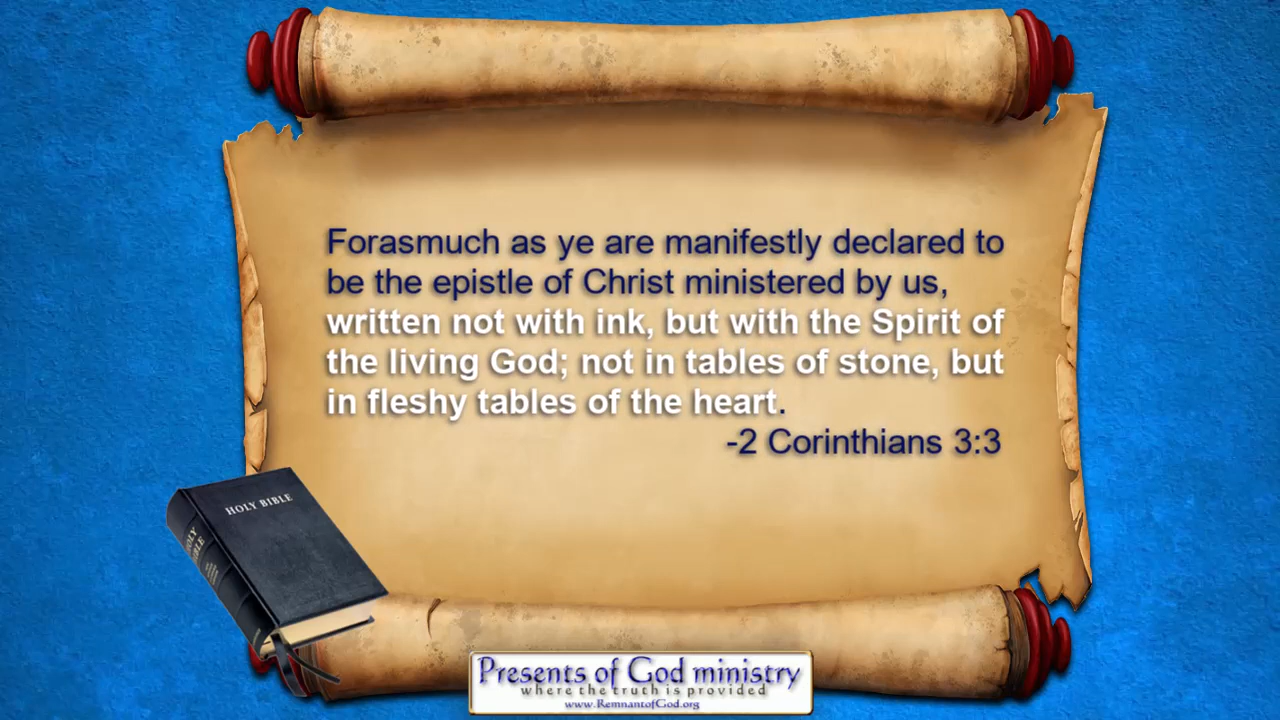 Forasmuch as ye are manifestly declared to
be the epistle of Christ ministered by us,
written not with ink, but with the Spirit of
the living God; not in tables of stone, but
in fleshy tables of the heart.
-2 Corinthians 3:3
HOLY BIBLE
HOLY
BIBLE
Presents of God ministry
where the truth is provided
www.RemnantofGod.org